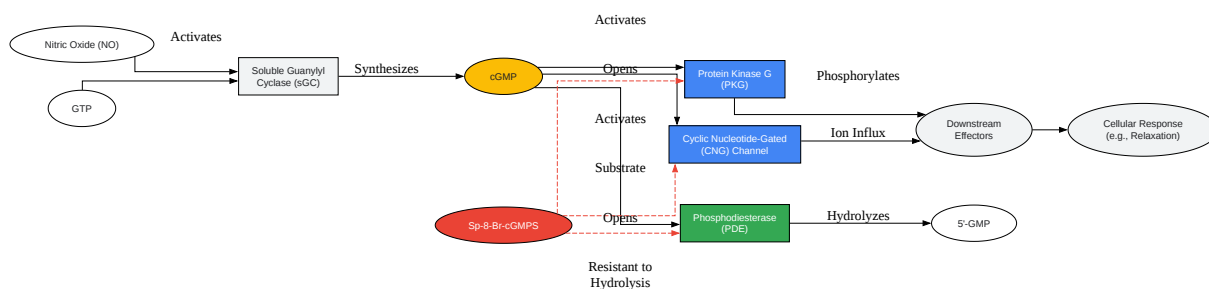 Activates
Activates
Nitric Oxide (NO)
Soluble Guanylyl
Cyclase (sGC)
Synthesizes
cGMP
Opens
Protein Kinase G
(PKG)
Phosphorylates
GTP
Activates
Cyclic Nucleotide-Gated
(CNG) Channel
Ion Influx
Downstream
Effectors
Cellular Response
(e.g., Relaxation)
Substrate
Sp-8-Br-cGMPS
Opens
Phosphodiesterase
(PDE)
Hydrolyzes
5'-GMP
Resistant to
Hydrolysis